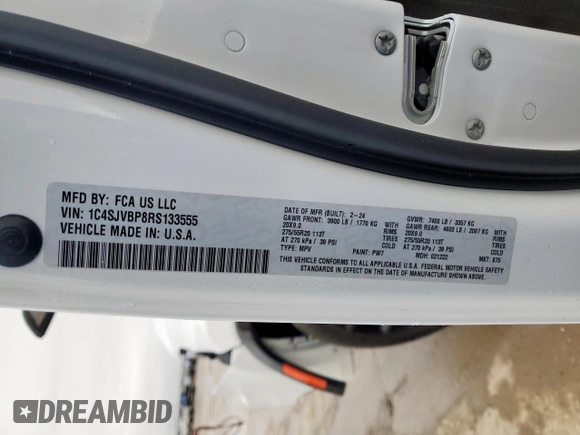 MFD BY: FCA US LLC
VIN: 1C4SJVBP8RS133555
VEHICLE MADE IN: U.S.A.
DATE OF MFR (BUILT): 2-24
GVWR: 7400 LB / 3357 KG
GAWR FRONT: 3900 LB / 1770 KG
GAWR REAR: 4600 LB / 2087 KG
20X9.0 TIRES
20X9.0 TIRES
275/55R20 113T
275/55R20 113T
AT 270 kPa / 39 PSI COLD
AT 270 kPa / 39 PSI COLD
TYPE: MPV PAINT: PW7 MDH: 021222 MKT: 875
THIS VEHICLE CONFORMS TO ALL APPLICABLE U.S.A. FEDERAL MOTOR VEHICLE SAFETY
STANDARDS IN EFFECT ON THE DATE OF MANUFACTURE SHOWN ABOVE.
DREAMBID